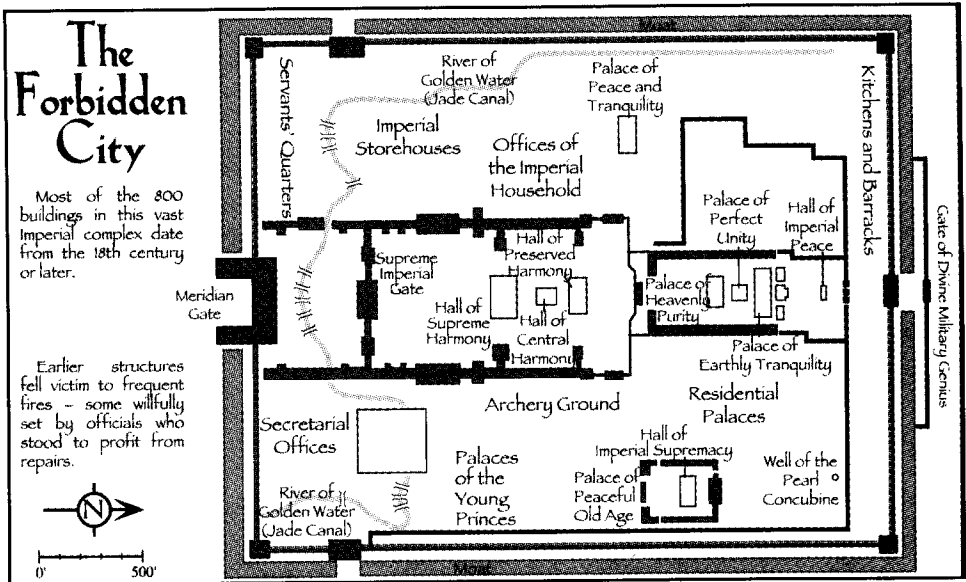 The
Forbidden
City
Most of the 800
buildings in this vast
Imperial complex date
from the 18th century
or later.
Earlier structures
fell victim to frequent
fires – some willfully
set by officials who
stood to profit from
repairs.
N
0'
500'
Moat
Servants' Quarters
River of
Golden Water
(Jade Canal)
Palace of
Peace and
Tranquility
Kitchens and Barracks
Imperial
Storehouses
Offices of
the Imperial
Household
Palace of
Perfect
Unity
Hall of
Imperial
Peace
Gate of Divine Military Genius
Meridian
Gate
Supreme
Imperial
Gate
Hall of
Preserved
Harmony
Hall of
Supreme
Harmony
Hall of
Central
Harmony
Palace of
Heavenly
Purity
Palace of
Earthly Tranquility
Archery Ground
Residential
Palaces
Secretarial
Offices
Hall of
Imperial Supremacy
Palaces
of the
Young
Princes
Palace of
Peaceful
Old Age
Well of the
Pearl
Concubine
River of
Golden Water
(Jade Canal)
Moat